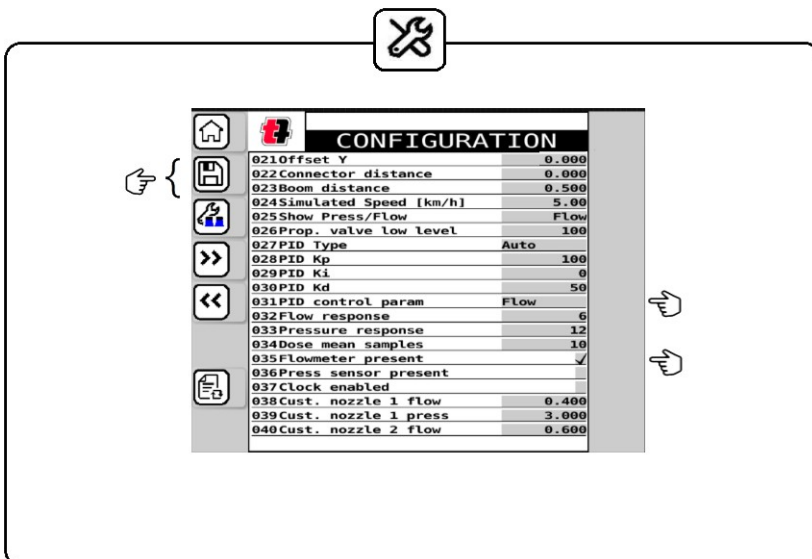 CONFIGURATION
021Offset Y 0.000
022Connector distance 0.000
023Boom distance 0.500
024Simulated Speed [km/h] 5.00
025Show Press/Flow Flow
026Prop. valve low level 100
027PID Type Auto
028PID Kp 100
029PID Ki 0
030PID Kd 50
031PID control param Flow
032Flow response 6
033Pressure response 12
034Dose mean samples 10
035Flowmeter present ✓
036Press sensor present
037Clock enabled
038Cust. nozzle 1 flow 0.400
039Cust. nozzle 1 press 3.000
040Cust. nozzle 2 flow 0.600